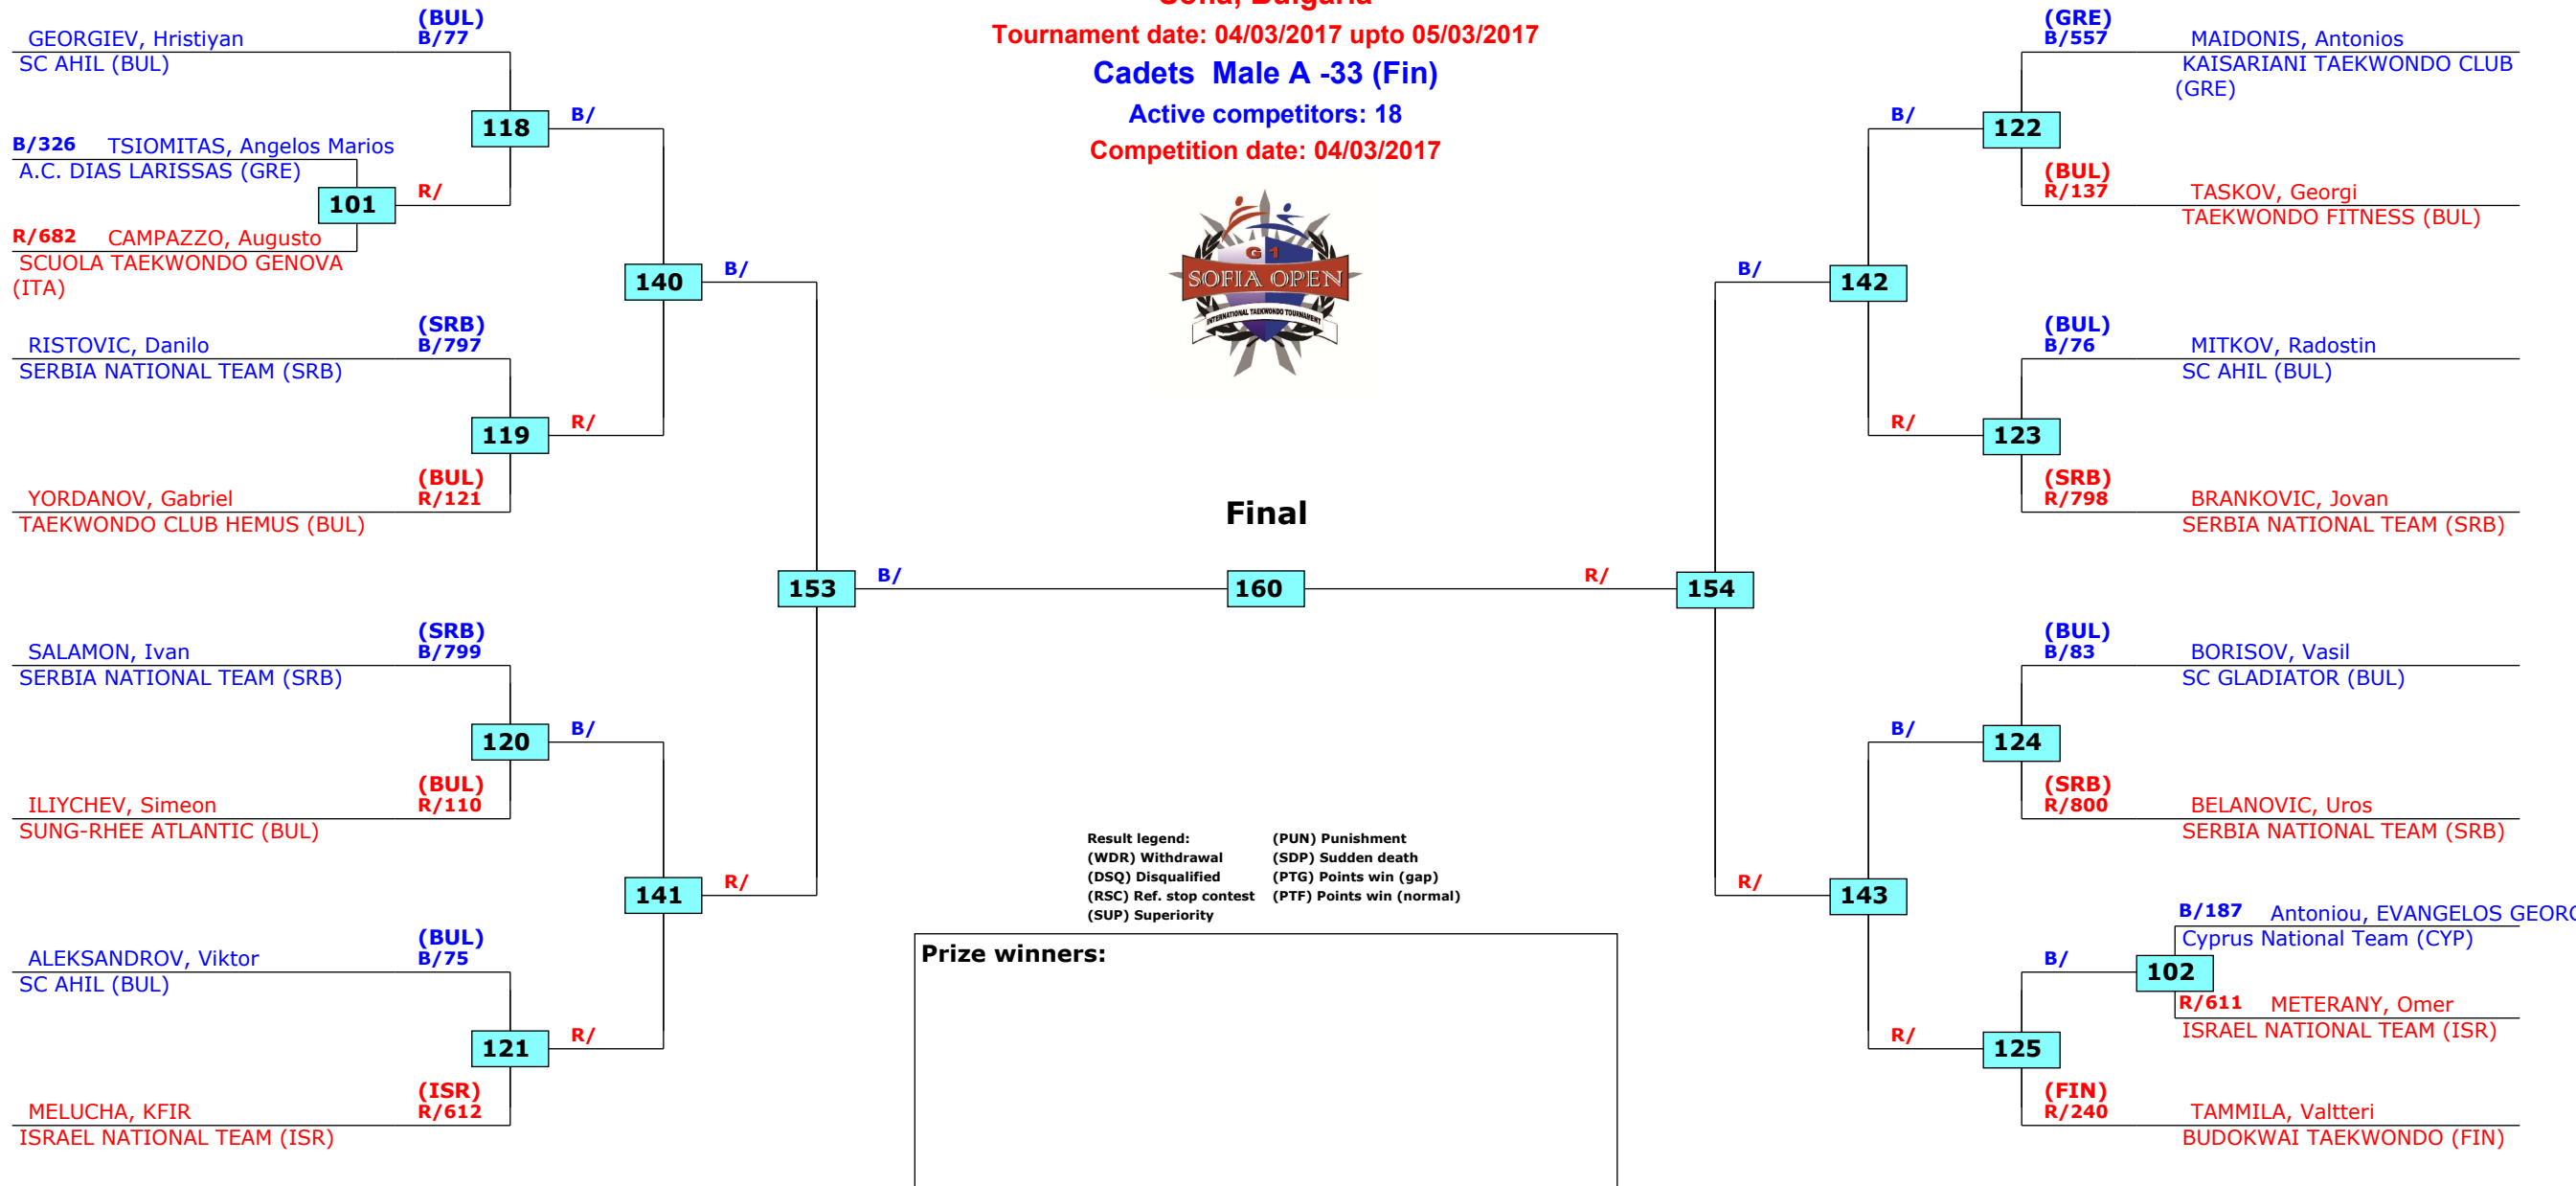 Sofia, Bulgaria
Tournament date: 04/03/2017 upto 05/03/2017
Cadets Male A -33 (Fin)
Active competitors: 18
Competition date: 04/03/2017
G 1
SOFIA OPEN
INTERNATIONAL TAEKWONDO TOURNAMENT
(BUL)
GEORGIEV, Hristiyan B/77
SC AHIL (BUL)
118
B/
B/326 TSIOMITAS, Angelos Marios
A.C. DIAS LARISSAS (GRE)
101
R/
R/682 CAMPAZZO, Augusto
SCUOLA TAEKWONDO GENOVA
(ITA)
140
B/
(SRB)
RISTOVIC, Danilo B/797
SERBIA NATIONAL TEAM (SRB)
119
R/
(BUL)
YORDANOV, Gabriel R/121
TAEKWONDO CLUB HEMUS (BUL)
153
B/
(SRB)
SALAMON, Ivan B/799
SERBIA NATIONAL TEAM (SRB)
120
B/
(BUL)
ILIYCHEV, Simeon R/110
SUNG-RHEE ATLANTIC (BUL)
141
R/
(BUL)
ALEKSANDROV, Viktor B/75
SC AHIL (BUL)
121
R/
(ISR)
MELUCHA, KFIR R/612
ISRAEL NATIONAL TEAM (ISR)
Final
160
R/
154
(GRE)
B/557 MAIDONIS, Antonios
KAISARIANI TAEKWONDO CLUB
(GRE)
B/
122
(BUL)
R/137 TASKOV, Georgi
TAEKWONDO FITNESS (BUL)
B/
142
(BUL)
B/76 MITKOV, Radostin
SC AHIL (BUL)
R/
123
(SRB)
R/798 BRANKOVIC, Jovan
SERBIA NATIONAL TEAM (SRB)
(BUL)
B/83 BORISOV, Vasil
SC GLADIATOR (BUL)
B/
124
(SRB)
R/800 BELANOVIC, Uros
SERBIA NATIONAL TEAM (SRB)
R/
143
B/187 Antoniou, EVANGELOS
Cyprus National Team (CYP)
B/
102
R/611 METERANY, Omer
ISRAEL NATIONAL TEAM (ISR)
R/
125
(FIN)
R/240 TAMMILA, Valtteri
BUDOKWAI TAEKWONDO (FIN)
Result legend: (PUN) Punishment
(WDR) Withdrawal (SDP) Sudden death
(DSQ) Disqualified (PTG) Points win (gap)
(RSC) Ref. stop contest (PTF) Points win (normal)
(SUP) Superiority
Prize winners: